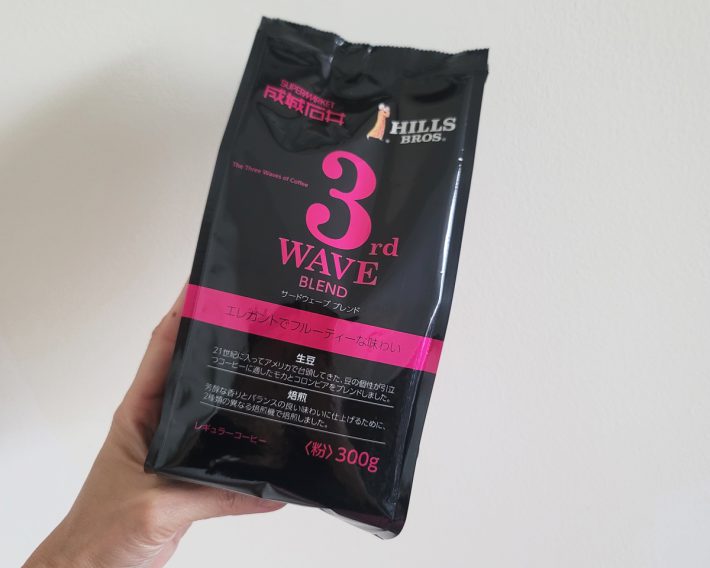 SUPERMARKET
成城石井
HILLS
BROS.®
The Three Waves of Coffee
3rd
WAVE
BLEND
サードウェーブ ブレンド
エレガントでフルーティーな味わい
生豆
21世紀に入ってアメリカで台頭してきた、豆の個性が引立
つコーヒーに適したモカとコロンビアをブレンドしました。
焙煎
芳醇な香りとバランスの良い味わいに仕上げるために、
2種類の異なる焙煎機で焙煎しました。
レギュラーコーヒー
〈粉〉300g